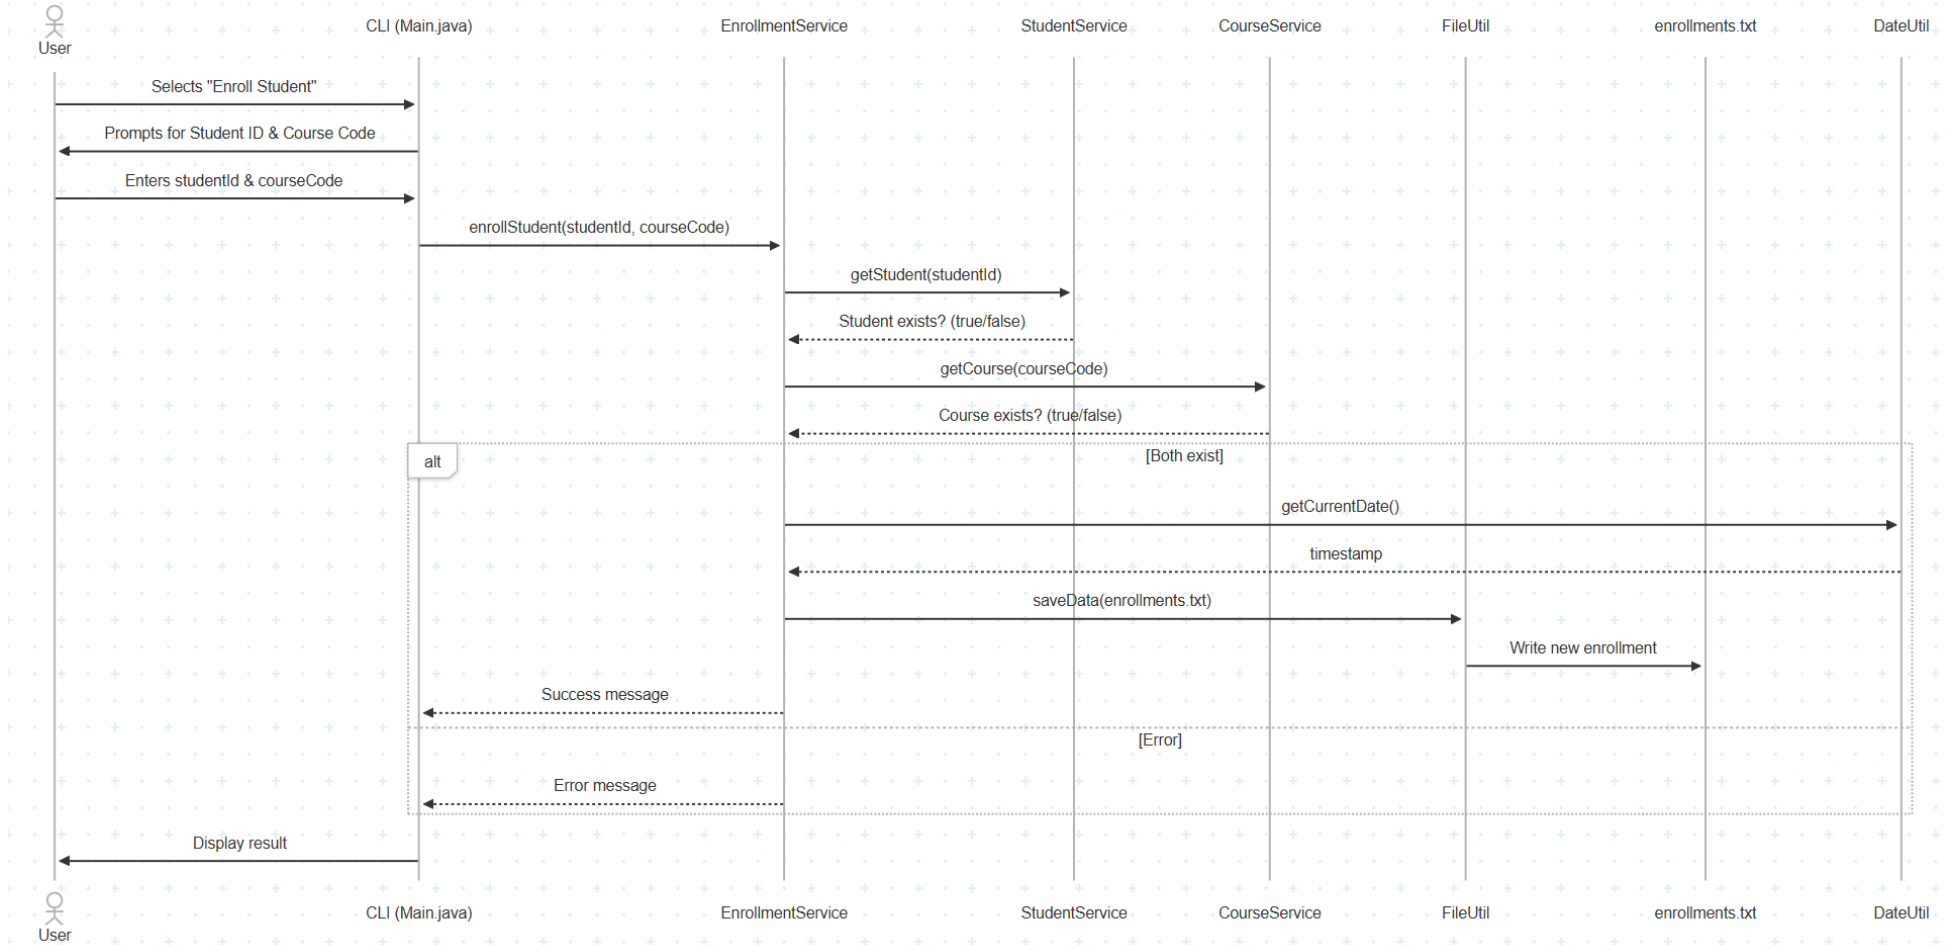 User
CLI (Main.java)
EnrollmentService
StudentService
CourseService
FileUtil
enrollments.txt
DateUtil
Selects "Enroll Student"
Prompts for Student ID & Course Code
Enters studentId & courseCode
enrollStudent(studentId, courseCode)
getStudent(studentId)
Student exists? (true/false)
getCourse(courseCode)
Course exists? (true/false)
alt
[Both exist]
getCurrentDate()
timestamp
saveData(enrollments.txt)
Write new enrollment
Success message
[Error]
Error message
Display result
User
CLI (Main.java)
EnrollmentService
StudentService
CourseService
FileUtil
enrollments.txt
DateUtil